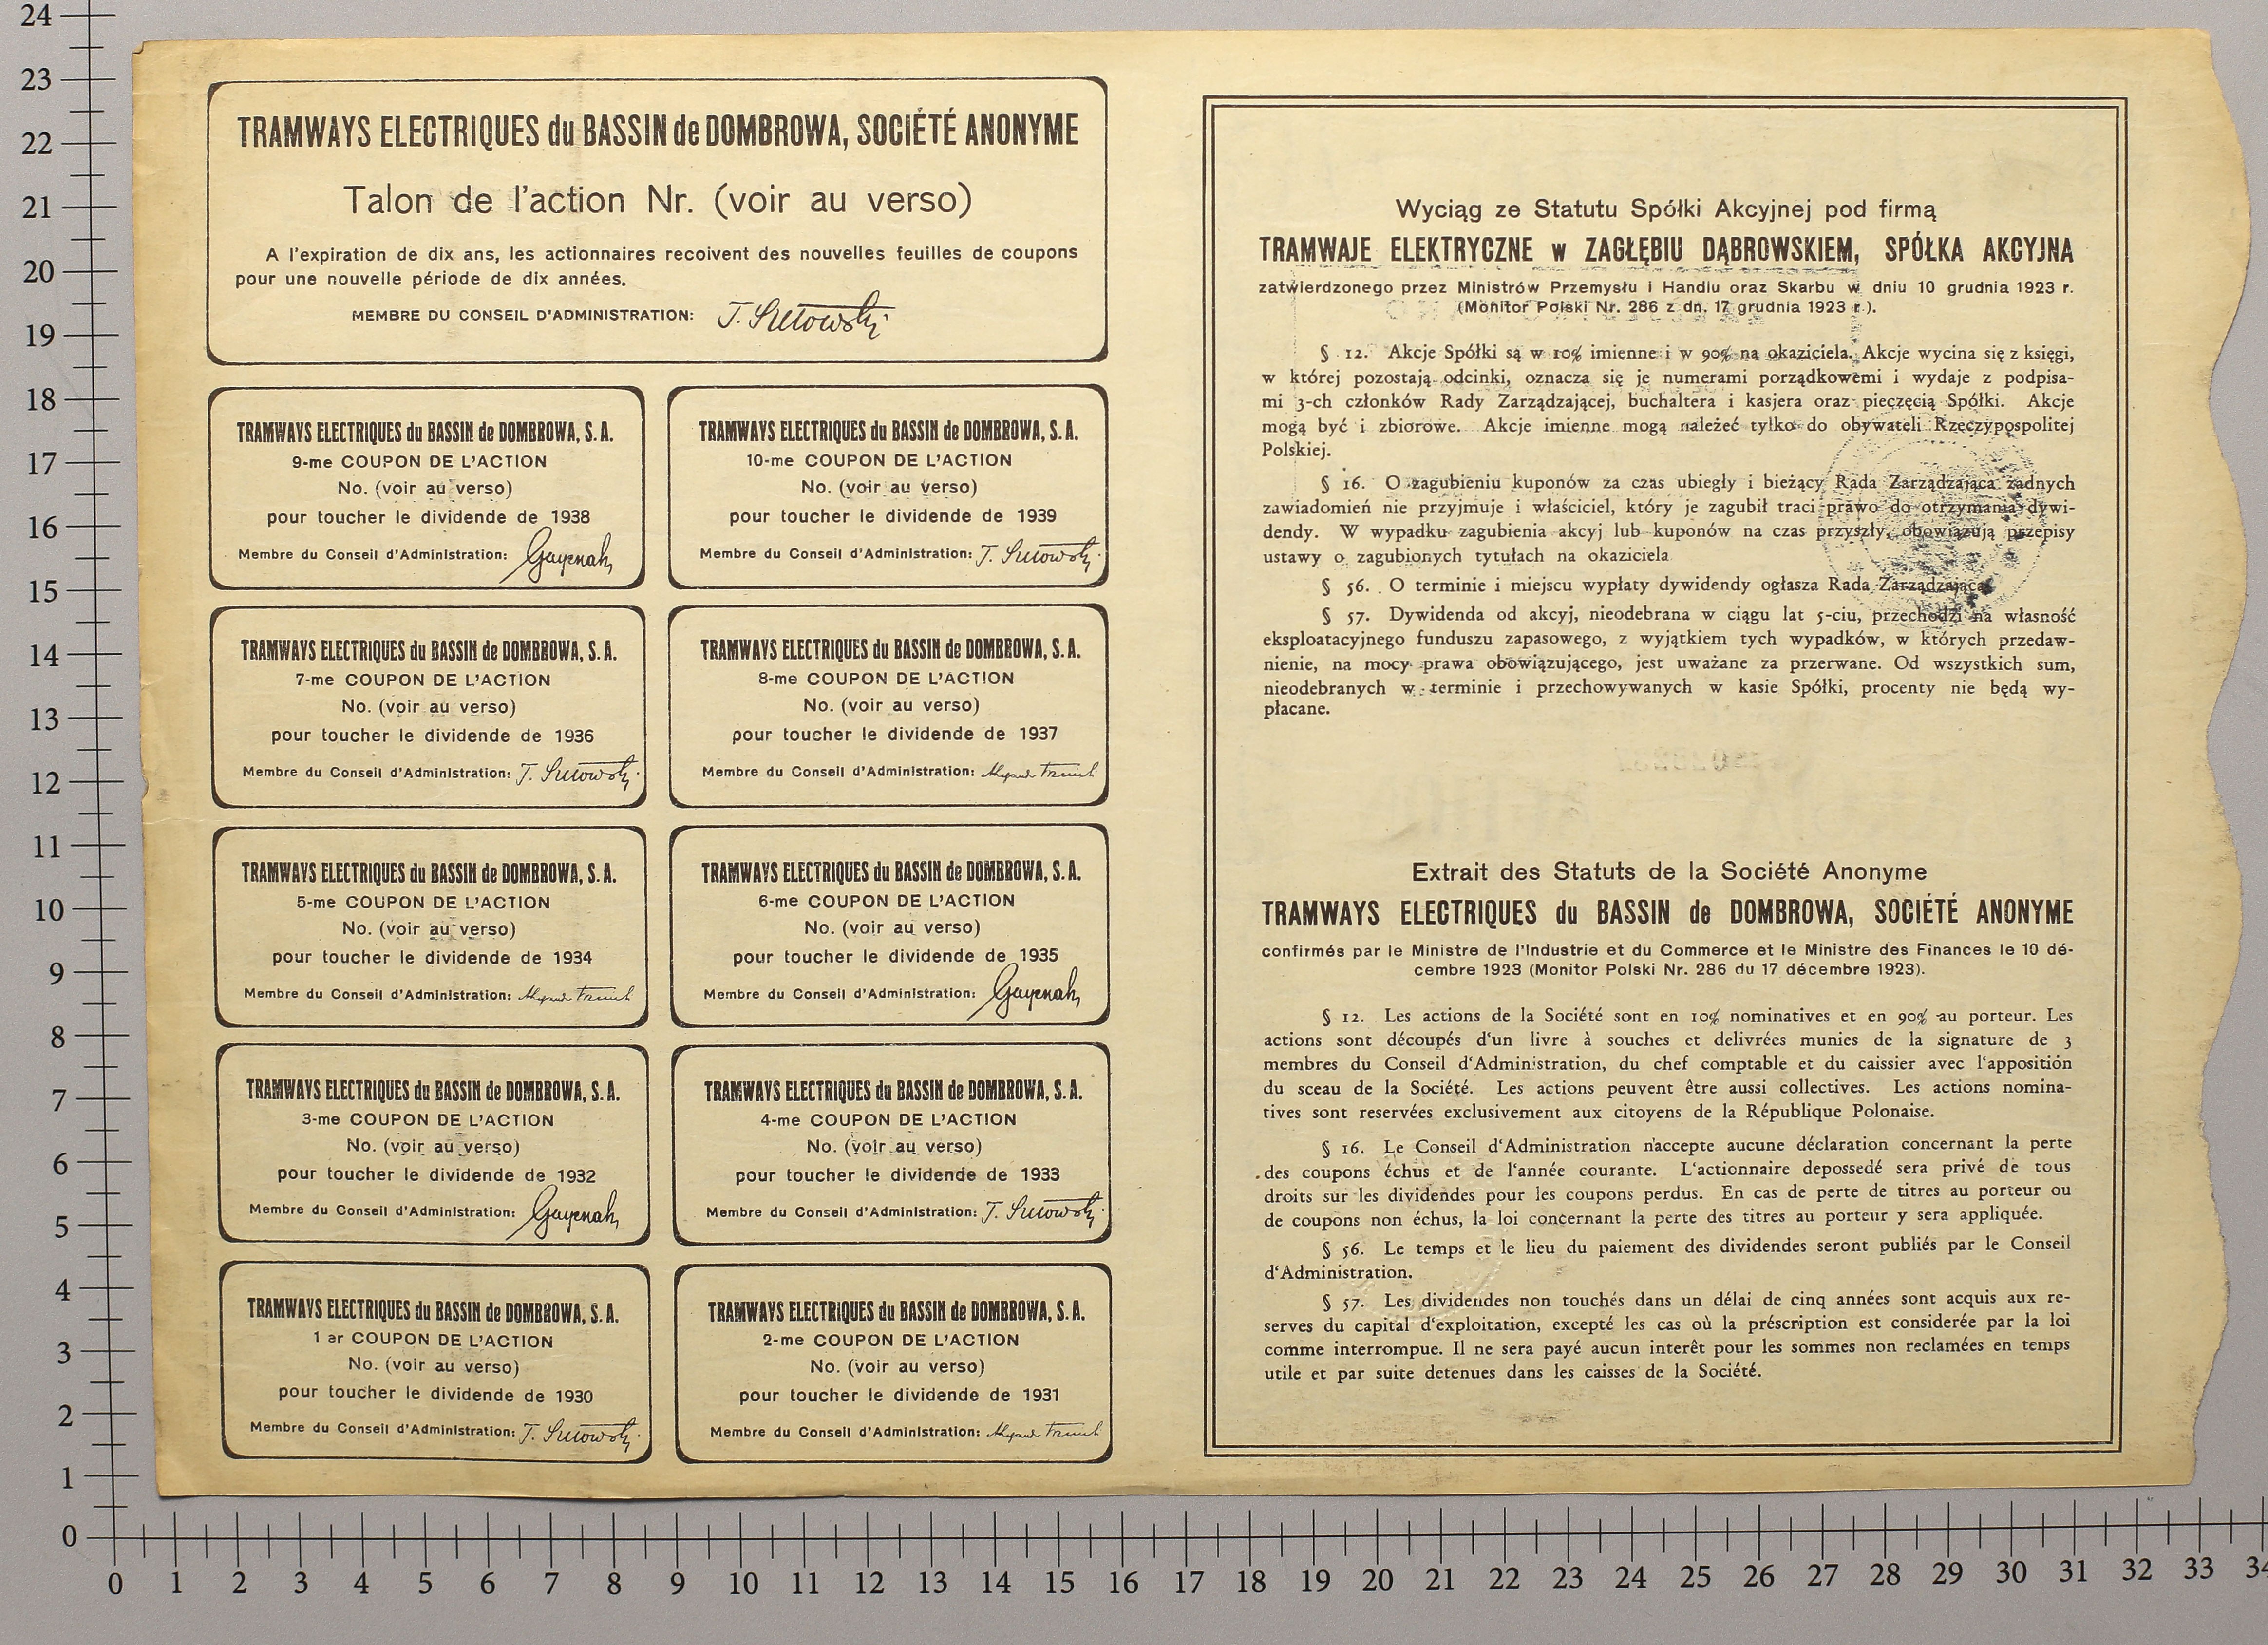 TRAMWAYS ELECTRIQUES du BASSIN de DOMBROWA, SOCIÉTÉ ANONYME
Talon de l'action Nr. (voir au verso)
A l'expiration de dix ans, les actionnaires recoivent des nouvelles feuilles de coupons
pour une nouvelle période de dix années.
MEMBRE DU CONSEIL D'ADMINISTRATION:
TRAMWAYS ELECTRIQUES du BASSIN de DOMBROWA, S. A.
9-me COUPON DE L'ACTION
No. (voir au verso)
pour toucher le dividende de 1938
Membre du Conseil d'Administration:
TRAMWAYS ELECTRIQUES du BASSIN de DOMBROWA, S. A.
10-me COUPON DE L'ACTION
No. (voir au verso)
pour toucher le dividende de 1939
Membre du Conseil d'Administration:
TRAMWAYS ELECTRIQUES du BASSIN de DOMBROWA, S. A.
7-me COUPON DE L'ACTION
No. (voir au verso)
pour toucher le dividende de 1936
Membre du Conseil d'Administration:
TRAMWAYS ELECTRIQUES du BASSIN de DOMBROWA, S. A.
8-me COUPON DE L'ACTION
No. (voir au verso)
pour toucher le dividende de 1937
Membre du Conseil d'Administration:
TRAMWAYS ELECTRIQUES du BASSIN de DOMBROWA, S. A.
5-me COUPON DE L'ACTION
No. (voir au verso)
pour toucher le dividende de 1934
Membre du Conseil d'Administration:
TRAMWAYS ELECTRIQUES du BASSIN de DOMBROWA, S. A.
6-me COUPON DE L'ACTION
No. (voir au verso)
pour toucher le dividende de 1935
Membre du Conseil d'Administration:
TRAMWAYS ELECTRIQUES du BASSIN de DOMBROWA, S. A.
3-me COUPON DE L'ACTION
No. (voir au verso)
pour toucher le dividende de 1932
Membre du Conseil d'Administration:
TRAMWAYS ELECTRIQUES du BASSIN de DOMBROWA, S. A.
4-me COUPON DE L'ACTION
No. (voir au verso)
pour toucher le dividende de 1933
Membre du Conseil d'Administration:
TRAMWAYS ELECTRIQUES du BASSIN de DOMBROWA, S. A.
1 er COUPON DE L'ACTION
No. (voir au verso)
pour toucher le dividende de 1930
Membre du Conseil d'Administration:
TRAMWAYS ELECTRIQUES du BASSIN de DOMBROWA, S. A.
2-me COUPON DE L'ACTION
No. (voir au verso)
pour toucher le dividende de 1931
Membre du Conseil d'Administration:
Wyciąg ze Statutu Spółki Akcyjnej pod firmą
TRAMWAJE ELEKTRYCZNE w ZAGŁĘBIU DĄBROWSKIEM, SPÓŁKA AKCYJNA
zatwierdzonego przez Ministrów Przemysłu i Handlu oraz Skarbu w dniu 10 grudnia 1923 r.
(Monitor Polski Nr. 286 z dn. 17 grudnia 1923 r.).
§ 12. Akcje Spółki są w 10% imienne i w 90% na okaziciela. Akcje wycina się z księgi,
w której pozostają odcinki, oznacza się je numerami porządkowemi i wydaje z podpisa-
mi 3-ch członków Rady Zarządzającej, buchaltera i kasjera oraz pieczęcią Spółki. Akcje
mogą być i zbiorowe. Akcje imienne mogą należeć tylko do obywateli Rzeczypospolitej
Polskiej.
§ 16. O zagubieniu kuponów za czas ubiegły i bieżący Rada Zarządzająca żadnych
zawiadomień nie przyjmuje i właściciel, który je zagubił traci prawo do otrzymania dywi-
dendy. W wypadku zagubienia akcyj lub kuponów na czas przyszły, obowiązują przepisy
ustawy o zagubionych tytułach na okaziciela
§ 56. O terminie i miejscu wypłaty dywidendy ogłasza Rada Zarządzająca
§ 57. Dywidenda od akcyj, nieodebrana w ciągu lat 5-ciu, przechodzi na własność
eksploatacyjnego funduszu zapasowego, z wyjątkiem tych wypadków, w których przedaw-
nienie, na mocy prawa obowiązującego, jest uważane za przerwane. Od wszystkich sum,
nieodebranych w terminie i przechowywanych w kasie Spółki, procenty nie będą wy-
płacane.
Extrait des Statuts de la Société Anonyme
TRAMWAYS ELECTRIQUES du BASSIN de DOMBROWA, SOCIÉTÉ ANONYME
confirmés par le Ministre de l'Industrie et du Commerce et le Ministre des Finances le 10 dé-
cembre 1923 (Monitor Polski Nr. 286 du 17 décembre 1923).
§ 12. Les actions de la Société sont en 10% nominatives et en 90% au porteur. Les
actions sont découpés d'un livre à souches et delivrées munies de la signature de 3
membres du Conseil d'Administration, du chef comptable et du caissier avec l'apposition
du sceau de la Société. Les actions peuvent être aussi collectives. Les actions nomina-
tives sont reservées exclusivement aux citoyens de la République Polonaise.
§ 16. Le Conseil d'Administration n'accepte aucune déclaration concernant la perte
des coupons échus et de l'année courante. L'actionnaire depossedé sera privé de tous
droits sur les dividendes pour les coupons perdus. En cas de perte de titres au porteur ou
de coupons non échus, la loi concernant la perte des titres au porteur y sera appliquée.
§ 56. Le temps et le lieu du paiement des dividendes seront publiés par le Conseil
d'Administration.
§ 57. Les dividendes non touchés dans un délai de cinq années sont acquis aux re-
serves du capital d'exploitation, excepté les cas où la préscription est considerée par la loi
comme interrompue. Il ne sera payé aucun interêt pour les sommes non reclamées en temps
utile et par suite detenues dans les caisses de la Société.
24
23
22
21
20
19
18
17
16
15
14
13
12
11
10
9
8
7
6
5
4
3
2
1
0
0 1 2 3 4 5 6 7 8 9 10 11 12 13 14 15 16 17 18 19 20 21 22 23 24 25 26 27 28 29 30 31 32 33 34